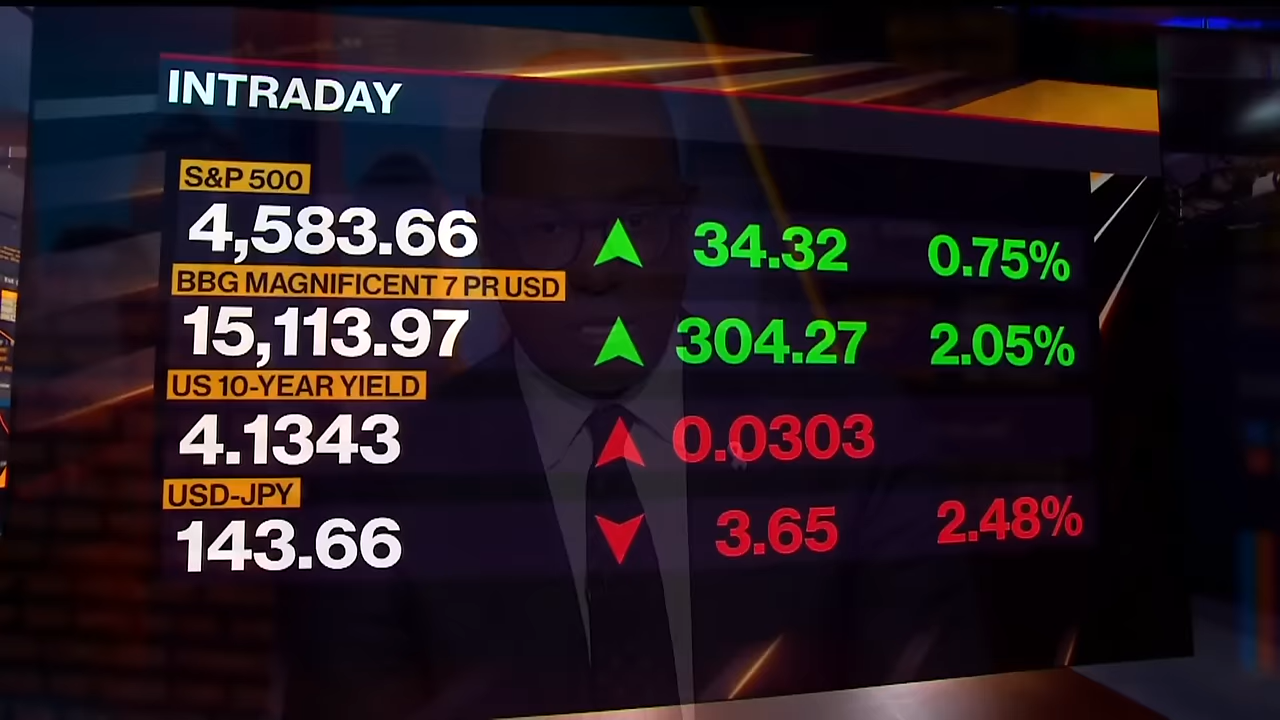 INTRADAY
S&P 500
4,583.66 ▲ 34.32 0.75%
BBG MAGNIFICENT 7 PR USD
15,113.97 ▲ 304.27 2.05%
US 10-YEAR YIELD
4.1343 ▲ 0.0303
USD-JPY
143.66 ▼ 3.65 2.48%